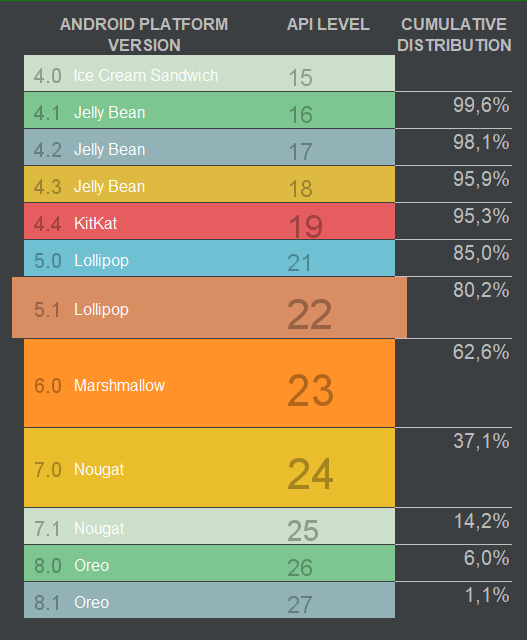 ANDROID PLATFORM VERSION API LEVEL CUMULATIVE DISTRIBUTION
4.0 Ice Cream Sandwich 15
99,6%
4.1 Jelly Bean 16
98,1%
4.2 Jelly Bean 17
95,9%
4.3 Jelly Bean 18
95,3%
4.4 KitKat 19
85,0%
5.0 Lollipop 21
80,2%
5.1 Lollipop 22
62,6%
6.0 Marshmallow 23
37,1%
7.0 Nougat 24
14,2%
7.1 Nougat 25
6,0%
8.0 Oreo 26
1,1%
8.1 Oreo 27